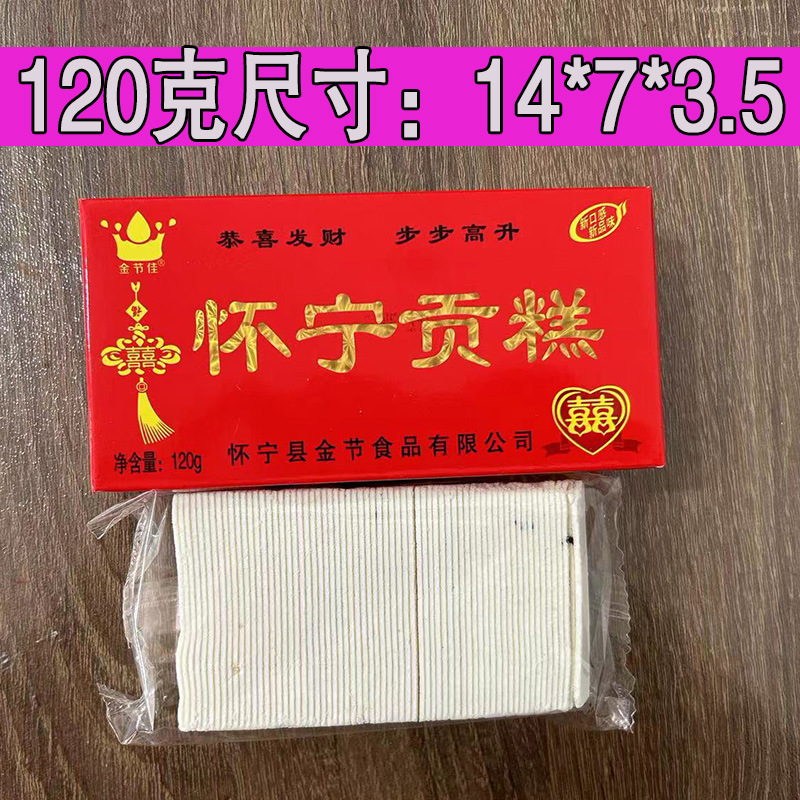 120克尺寸：14*7*3.5
恭喜发财 步步高升
新口感
新品味
金节佳®
怀宁贡糕
囍
囍
净含量：120g
怀宁县金节食品有限公司